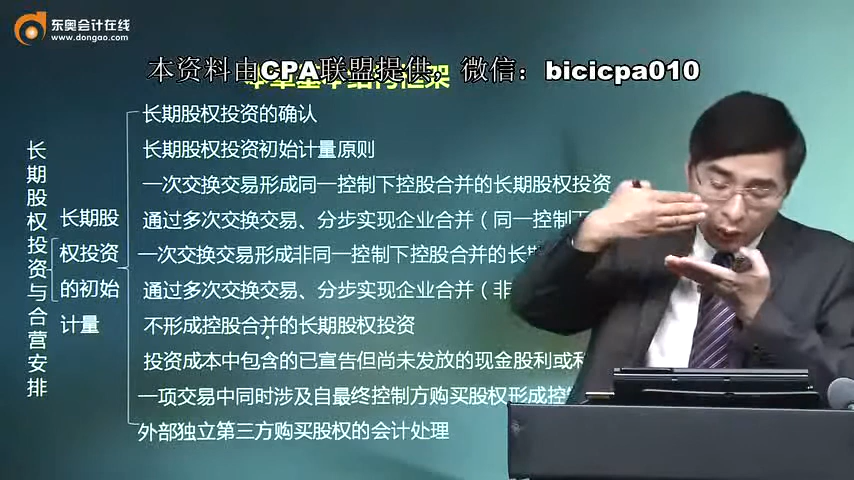 东奥会计在线
www.dongao.com
本资料由CPA联盟提供，微信：bicicpa010
本章基本结构框架
长期股权投资与合营安排
长期股
权投资
的初始
计量
长期股权投资的确认
长期股权投资初始计量原则
一次交换交易形成同一控制下控股合并的长期股权投资
通过多次交换交易、分步实现企业合并（同一控制下
一次交换交易形成非同一控制下控股合并的长期
通过多次交换交易、分步实现企业合并（非
不形成控股合并的长期股权投资
投资成本中包含的已宣告但尚未发放的现金股利或利
一项交易中同时涉及自最终控制方购买股权形成控
外部独立第三方购买股权的会计处理